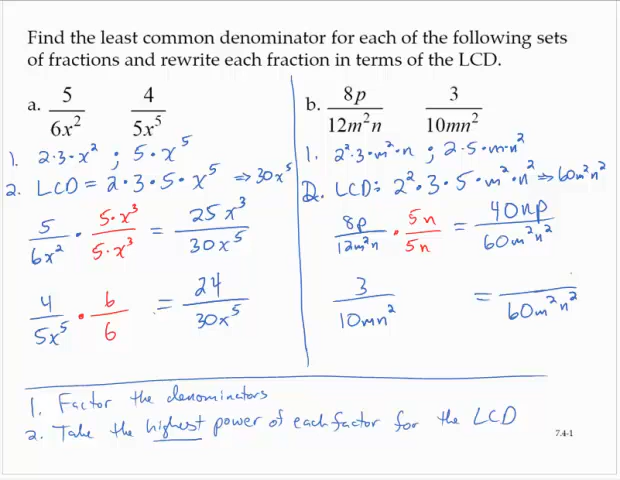 Find the least common denominator for each of the following sets
of fractions and rewrite each fraction in terms of the LCD.
a. 5/6x² 4/5x⁵
1. 2·3·x² ; 5·x⁵
2. LCD = 2·3·5·x⁵ ⇒ 30x⁵
5/6x² · 5·x³/5·x³ = 25x³/30x⁵
4/5x⁵ · 6/6 = 24/30x⁵
b. 8p/12m²n 3/10mn²
1. 2²·3·m²·n ; 2·5·m·n²
2. LCD: 2²·3·5·m²·n² ⇒ 60m²n²
8p/12m²n · 5n/5n = 40np/60m²n²
3/10mn² = /60m²n²
1. Factor the denominators
2. Take the highest power of each factor for the LCD
7.4-1